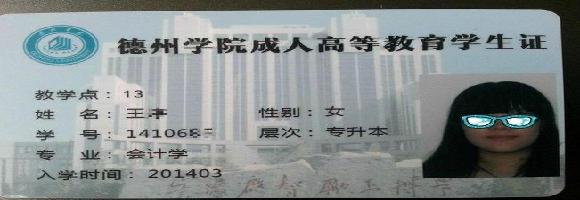 德州学院成人高等教育学生证
教学点：13
姓 名：王 性别：女
学 号：141068 层次：专升本
专 业：会计学
入学时间：201403